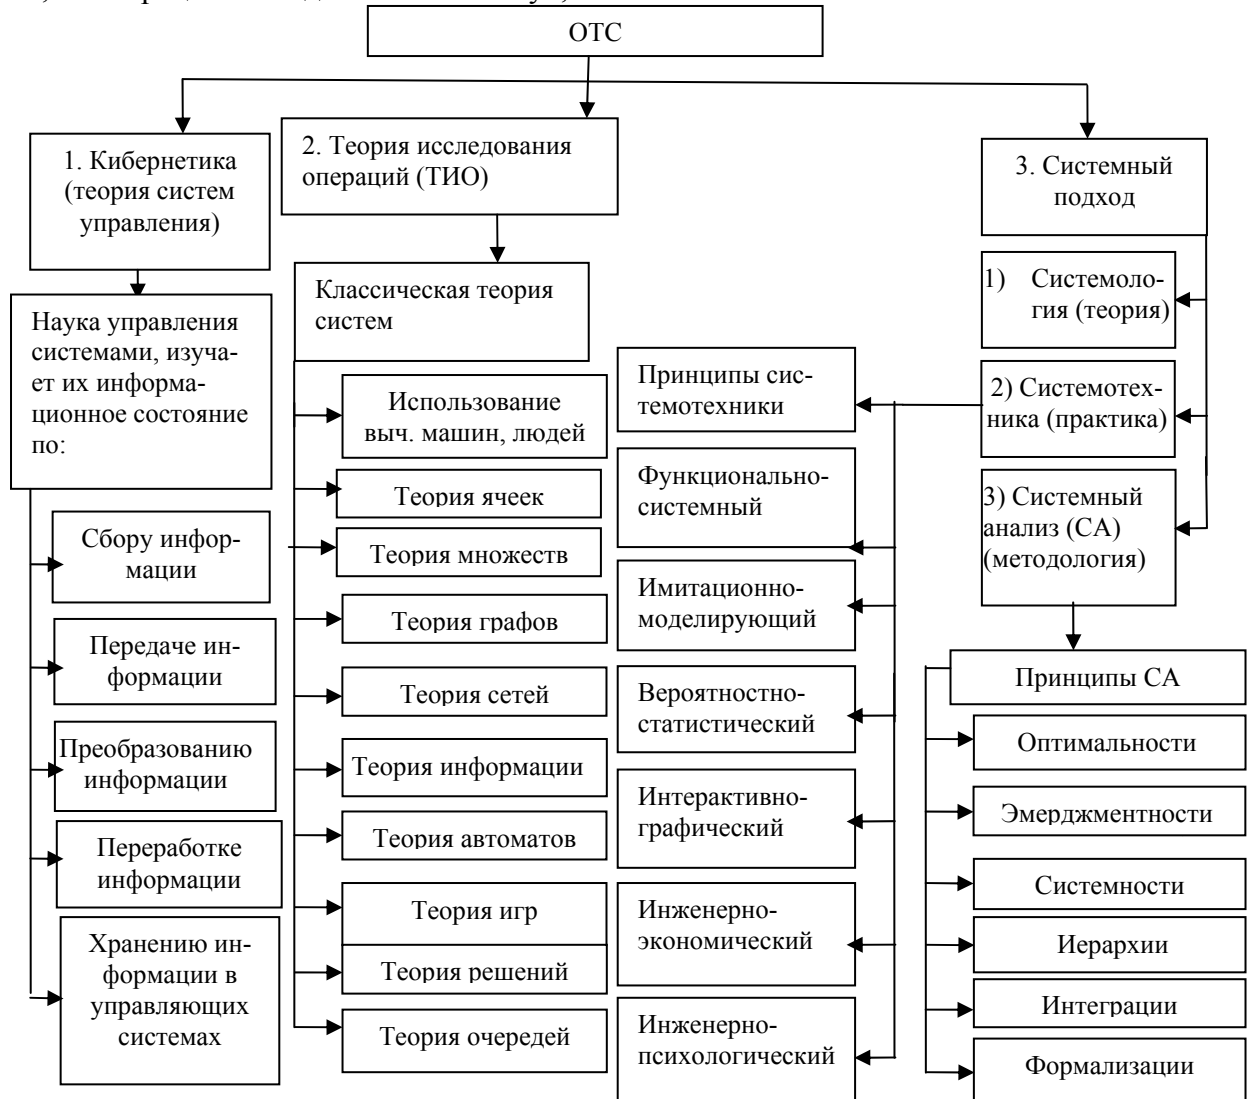 ОТС
1. Кибернетика
(теория систем
управления)
2. Теория исследования
операций (ТИО)
3. Системный
подход
Наука управления
системами, изуча-
ет их информа-
ционное состояние
по:
Сбору инфор-
мации
Передаче ин-
формации
Преобразованию
информации
Переработке
информации
Хранению ин-
формации в
управляющих
системах
Классическая теория
систем
Использование
выч. машин, людей
Теория ячеек
Теория множеств
Теория графов
Теория сетей
Теория информации
Теория автоматов
Теория игр
Теория решений
Теория очередей
Принципы сис-
темотехники
Функционально-
системный
Имитационно-
моделирующий
Вероятностно-
статистический
Интерактивно-
графический
Инженерно-
экономический
Инженерно-
психологический
1) Системоло-
гия (теория)
2) Системотех-
ника (практика)
3) Системный
анализ (СА)
(методология)
Принципы СА
Оптимальности
Эмерджментности
Системности
Иерархии
Интеграции
Формализации